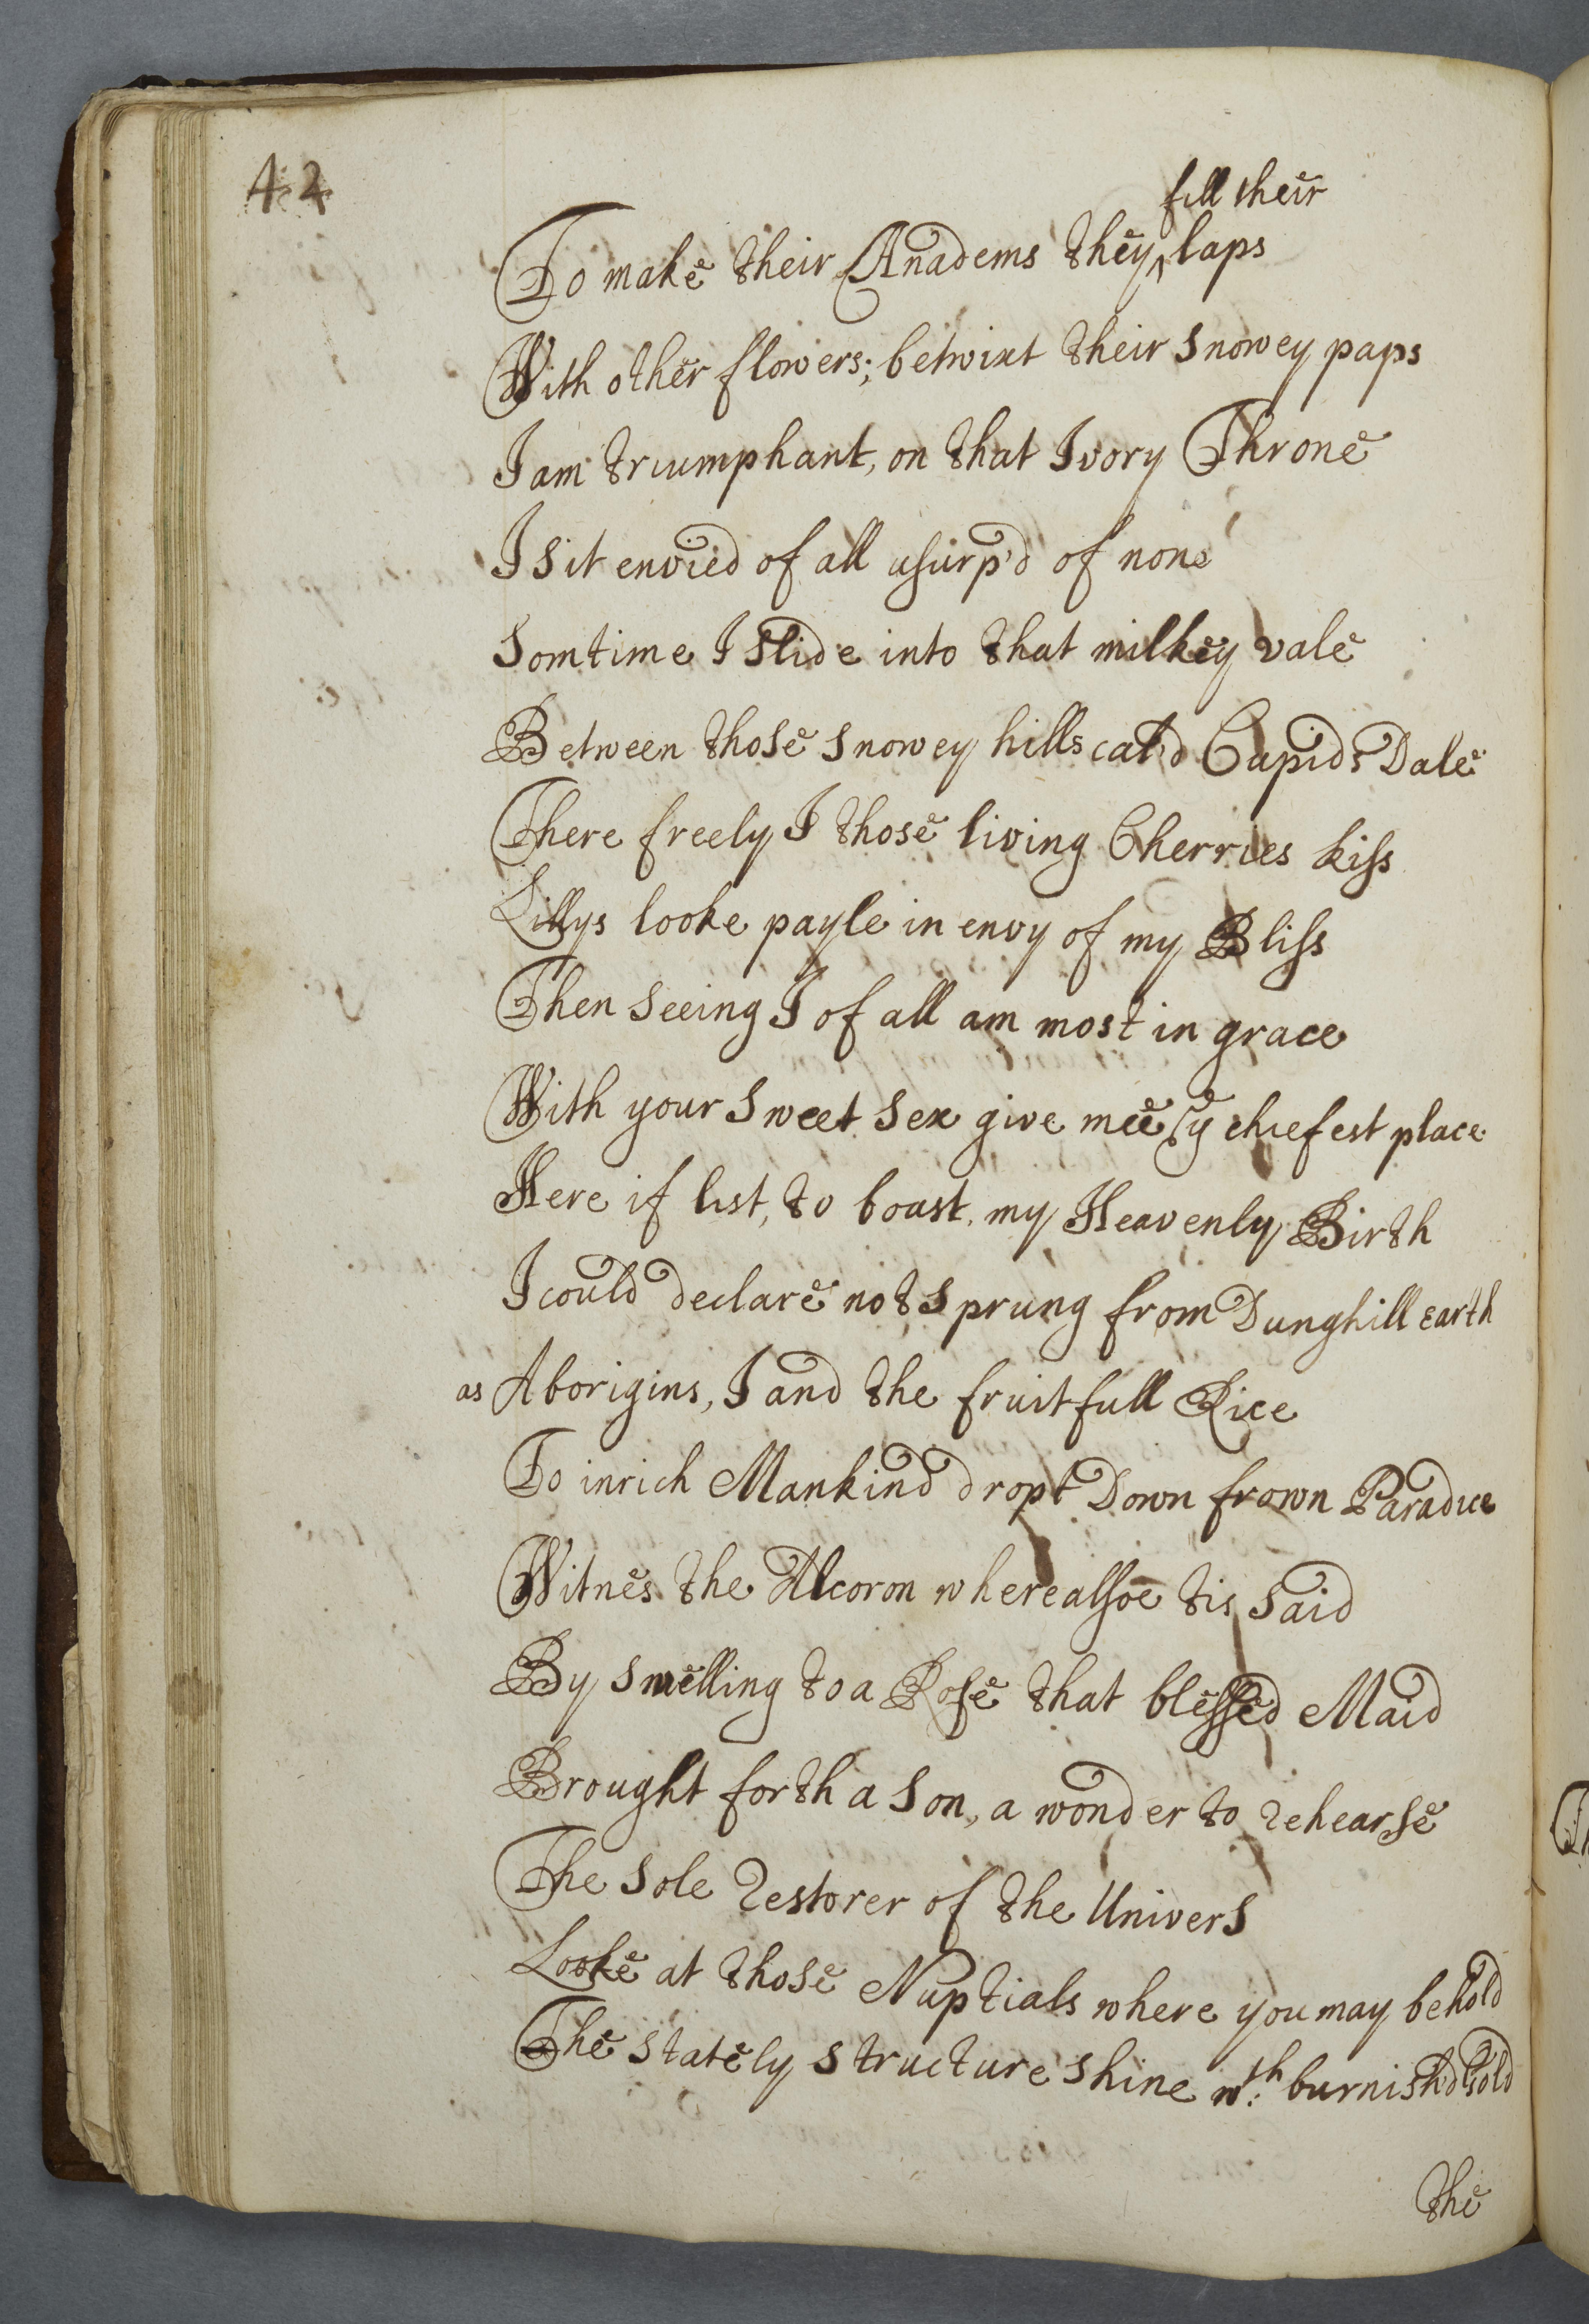 42
fill their
To make their Anadems they ‸ laps
With other flowers; betwixt their snowey paps
I am triumphant, on that Ivory Throne
I sit envied of all usurp'd of none
Somtime I slide into that milkey vale
Between those snowey hills cal'd Cupids Dale
There freely I those living Cherries kiss
Lillys looke payle in envy of my Bliss
Then seeing I of all am most in grace
With your sweet sex give mee ye chiefest place
Here if list, to boast my Heavenly Birth
I could declare not sprung from Dunghill earth
as Aborigins, I and the fruitfull Rice
To inrich Mankind dropt Down frown Paradice
Witnes the Alcoron where alsoe tis said
By smelling to a Rose that blessed Maid
Brought forth a Son, a wonder to rehearse
The sole restorer of the Univers
Looke at those Nuptials where you may behold
The stately structure shine wth: burnish'd Gold
the